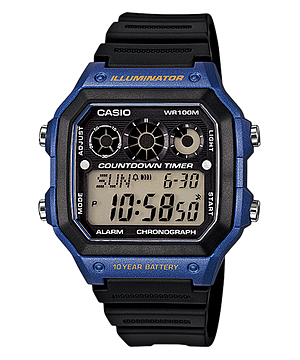 ILLUMINATOR
CASIO WR100M
ADJUST
LIGHT
COUNTDOWN TIMER
SUN 6-30
P 10:58 50
MODE
START
ALARM CHRONOGRAPH
10 YEAR BATTERY